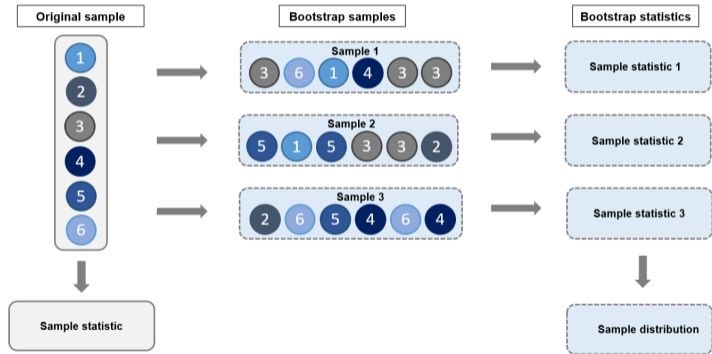 Original sample
Bootstrap samples
Bootstrap statistics
1
2
3
4
5
6
Sample statistic
Sample 1
3 6 1 4 3 3
Sample 2
5 1 5 3 3 2
Sample 3
2 6 5 4 6 4
Sample statistic 1
Sample statistic 2
Sample statistic 3
Sample distribution